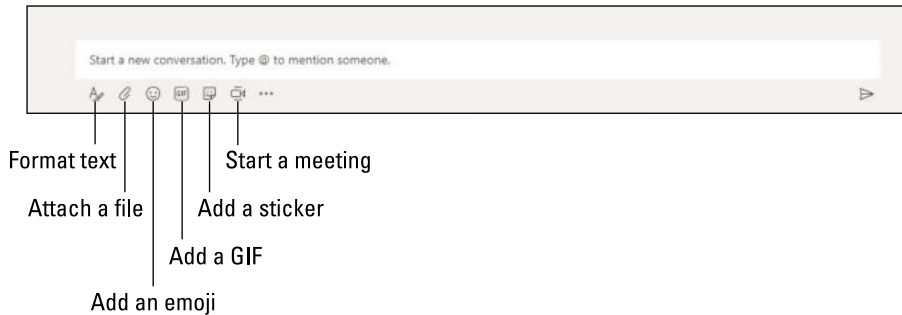 Start a new conversation. Type @ to mention someone.
GIF
Format text
Start a meeting
Attach a file
Add a sticker
Add a GIF
Add an emoji